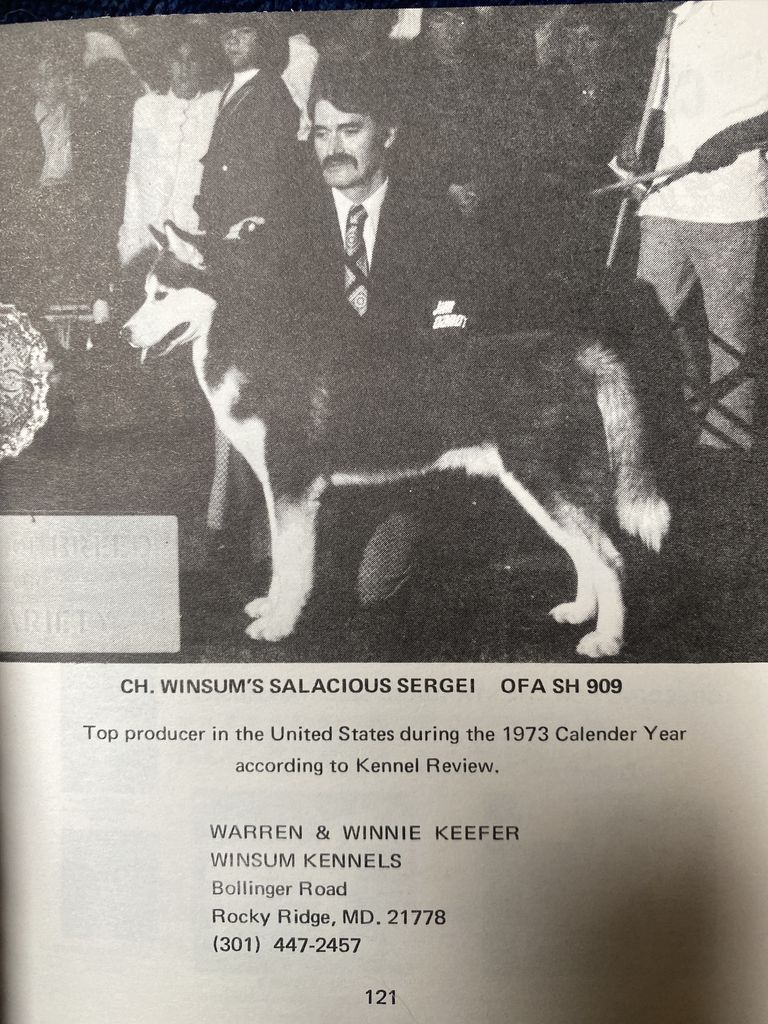 CH. WINSUM'S SALACIOUS SERGEI OFA SH 909
Top producer in the United States during the 1973 Calender Year
according to Kennel Review.
WARREN & WINNIE KEEFER
WINSUM KENNELS
Bollinger Road
Rocky Ridge, MD. 21778
(301) 447-2457
121